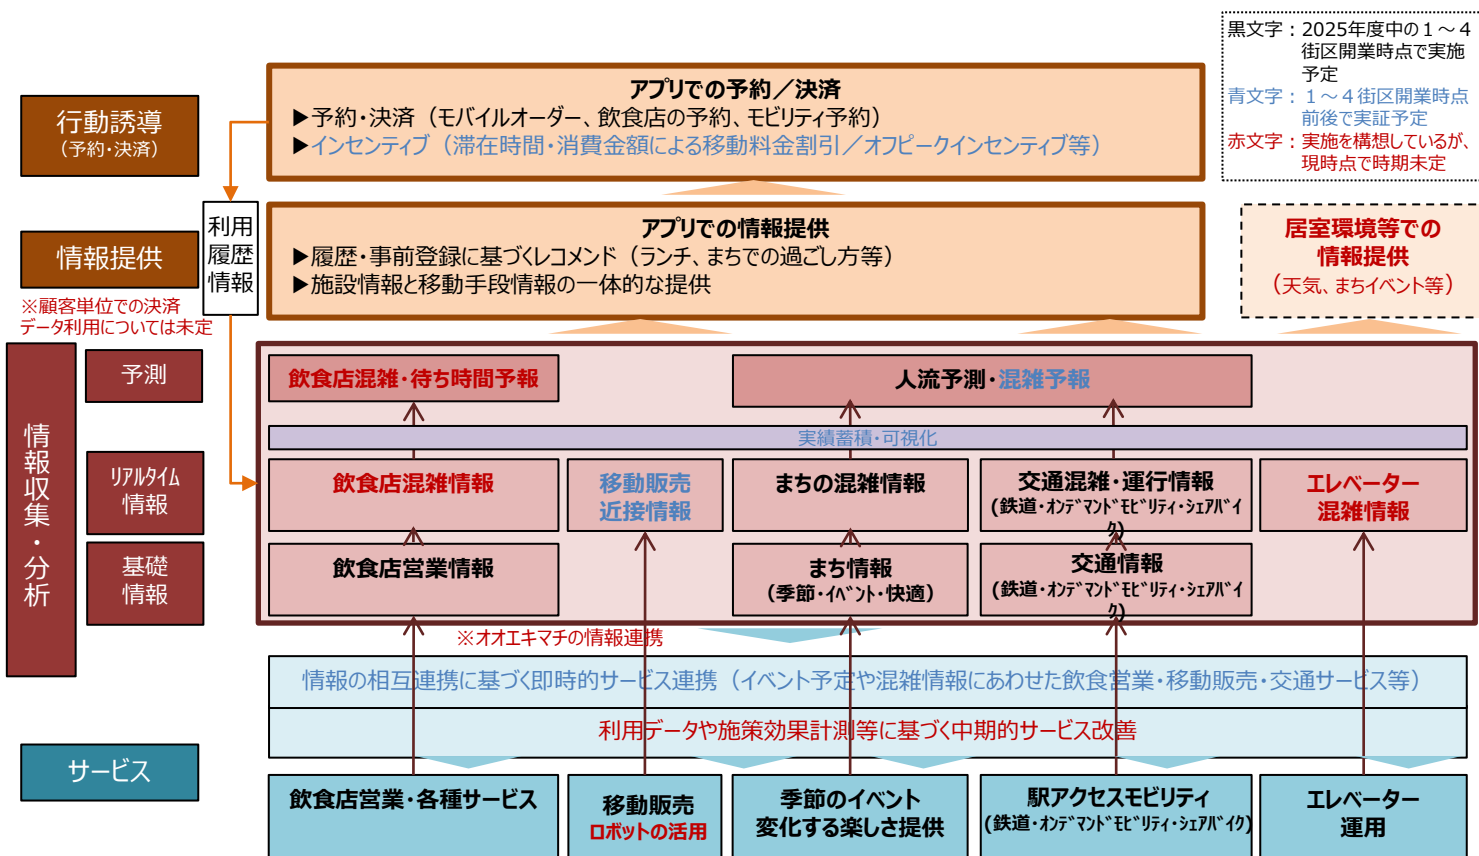 黒文字：2025年度中の１～４
街区開業時点で実施
予定
青文字：１～４街区開業時点
前後で実証予定
赤文字：実施を構想しているが、
現時点で時期未定
行動誘導
（予約・決済）
アプリでの予約／決済
▶予約・決済（モバイルオーダー、飲食店の予約、モビリティ予約）
▶インセンティブ（滞在時間・消費金額による移動料金割引／オフピークインセンティブ等）
利用
履歴
情報
情報提供
※顧客単位での決済
データ利用については未定
アプリでの情報提供
▶履歴・事前登録に基づくレコメンド（ランチ、まちでの過ごし方等）
▶施設情報と移動手段情報の一体的な提供
居室環境等での
情報提供
（天気、まちイベント等）
情報収集・分析
予測
飲食店混雑・待ち時間予報
人流予測・混雑予報
実績蓄積・可視化
ﾘｱﾙﾀｲﾑ
情報
飲食店混雑情報
移動販売
近接情報
まちの混雑情報
交通混雑・運行情報
(鉄道・ｵﾝﾃﾞﾏﾝﾄﾞﾓﾋﾞﾘﾃｨ・ｼｪｱﾊﾞｲ
ｸ)
エレベーター
混雑情報
基礎
情報
飲食店営業情報
まち情報
（季節・ｲﾍﾞﾝﾄ・快適）
交通情報
(鉄道・ｵﾝﾃﾞﾏﾝﾄﾞﾓﾋﾞﾘﾃｨ・ｼｪｱﾊﾞｲ
ｸ)
※オオエキマチの情報連携
情報の相互連携に基づく即時的サービス連携（イベント予定や混雑情報にあわせた飲食営業・移動販売・交通サービス等）
利用データや施策効果計測等に基づく中期的サービス改善
サービス
飲食店営業・各種サービス
移動販売
ロボットの活用
季節のイベント
変化する楽しさ提供
駅アクセスモビリティ
(鉄道・ｵﾝﾃﾞﾏﾝﾄﾞﾓﾋﾞﾘﾃｨ・ｼｪｱﾊﾞｲｸ)
エレベーター
運用